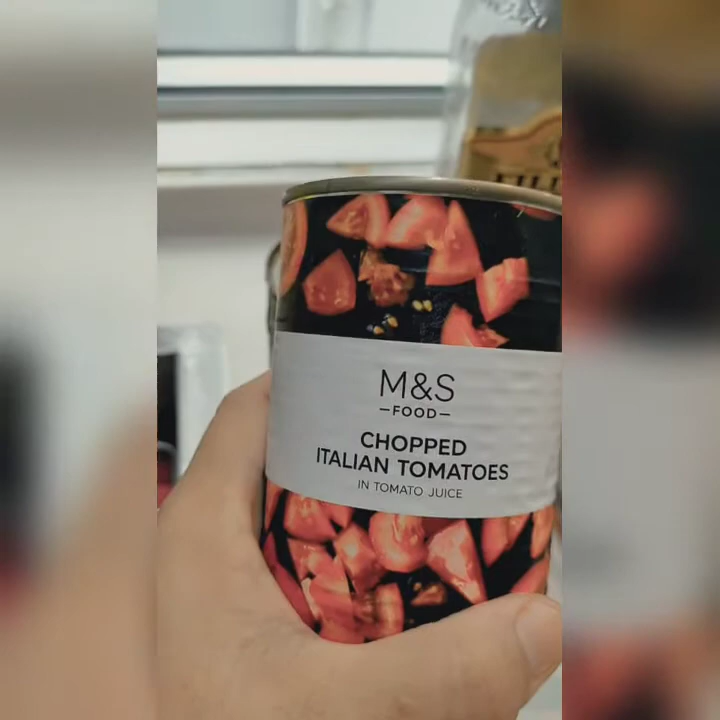 M&S
FOOD
CHOPPED
ITALIAN TOMATOES
IN TOMATO JUICE